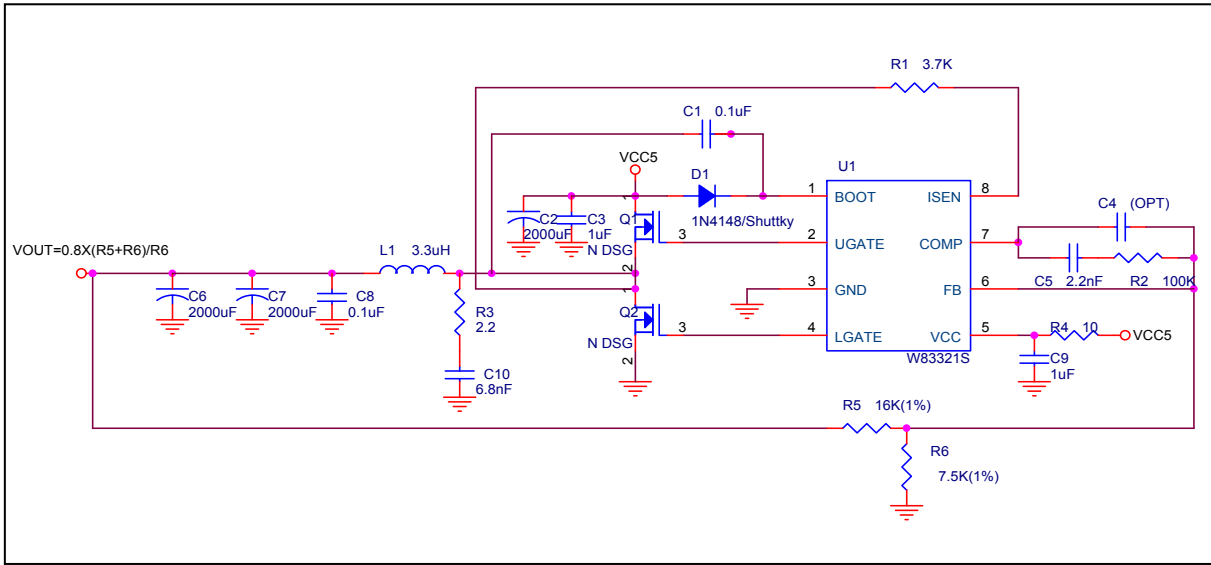 R1 3.7K
C1 0.1uF
VCC5
D1
U1
1 BOOT ISEN 8
1N4148/Shuttky
C2
2000uF
C3
1uF
1
Q1
N DSG
2
3
2 UGATE COMP 7
C4 (OPT)
C5 2.2nF R2 100K
VOUT=0.8X(R5+R6)/R6
L1 3.3uH
3 GND FB 6
C6
2000uF
C7
2000uF
C8
0.1uF
R3
2.2
1
Q2
N DSG
2
3
4 LGATE VCC 5
R4 10
VCC5
W83321S
C9
1uF
C10
6.8nF
R5 16K(1%)
R6
7.5K(1%)